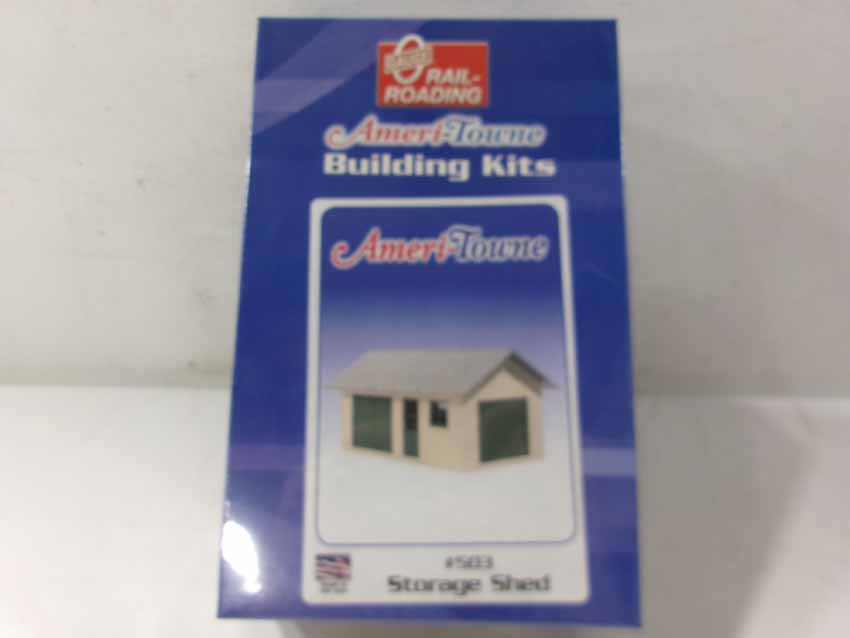 O
GAUGE
RAIL-
ROADING
Ameri-Towne
Building Kits
Ameri-Towne
#503
Storage Shed